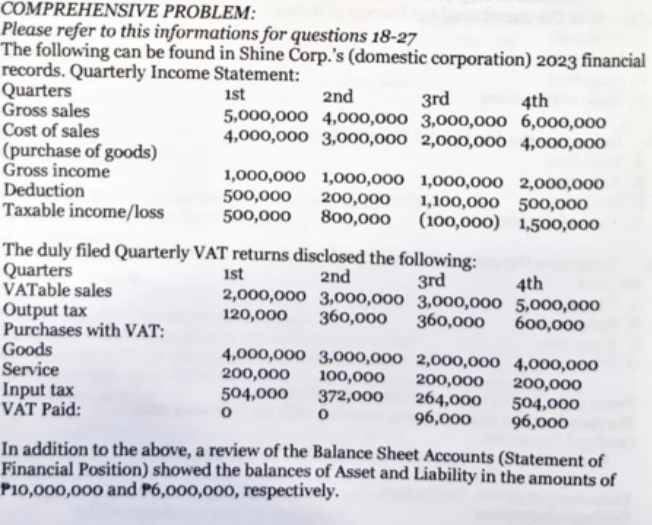 COMPREHENSIVE PROBLEM:
Please refer to this informations for questions 18-27
The following can be found in Shine Corp.'s (domestic corporation) 2023 financial
records. Quarterly Income Statement:
Quarters 1st 2nd 3rd 4th
Gross sales 5,000,000 4,000,000 3,000,000 6,000,000
Cost of sales 4,000,000 3,000,000 2,000,000 4,000,000
(purchase of goods)
Gross income 1,000,000 1,000,000 1,000,000 2,000,000
Deduction 500,000 200,000 1,100,000 500,000
Taxable income/loss 500,000 800,000 (100,000) 1,500,000
The duly filed Quarterly VAT returns disclosed the following:
Quarters 1st 2nd 3rd 4th
VATable sales 2,000,000 3,000,000 3,000,000 5,000,000
Output tax 120,000 360,000 360,000 600,000
Purchases with VAT:
Goods 4,000,000 3,000,000 2,000,000 4,000,000
Service 200,000 100,000 200,000 200,000
Input tax 504,000 372,000 264,000 504,000
VAT Paid: 0 0 96,000 96,000
In addition to the above, a review of the Balance Sheet Accounts (Statement of
Financial Position) showed the balances of Asset and Liability in the amounts of
₱10,000,000 and ₱6,000,000, respectively.